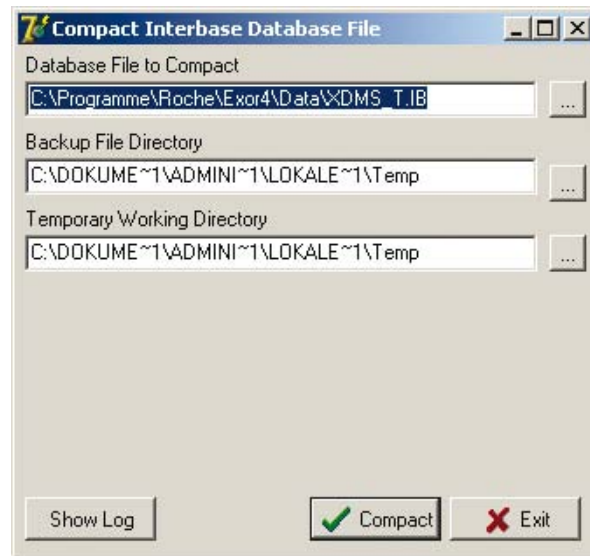 Compact Interbase Database File
Database File to Compact
C:\Programme\Roche\Exor4\Data\XDMS_T.IB
...
Backup File Directory
C:\DOKUME~1\ADMINI~1\LOKALE~1\Temp
...
Temporary Working Directory
C:\DOKUME~1\ADMINI~1\LOKALE~1\Temp
...
Show Log
Compact
Exit